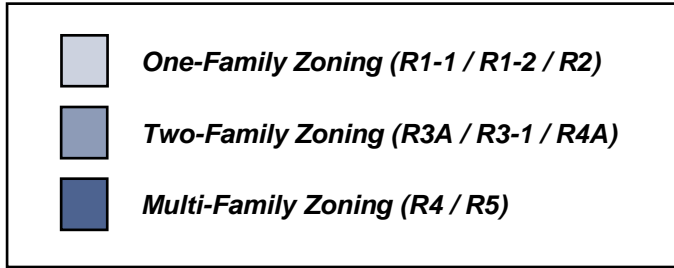 One-Family Zoning (R1-1 / R1-2 / R2)
Two-Family Zoning (R3A / R3-1 / R4A)
Multi-Family Zoning (R4 / R5)